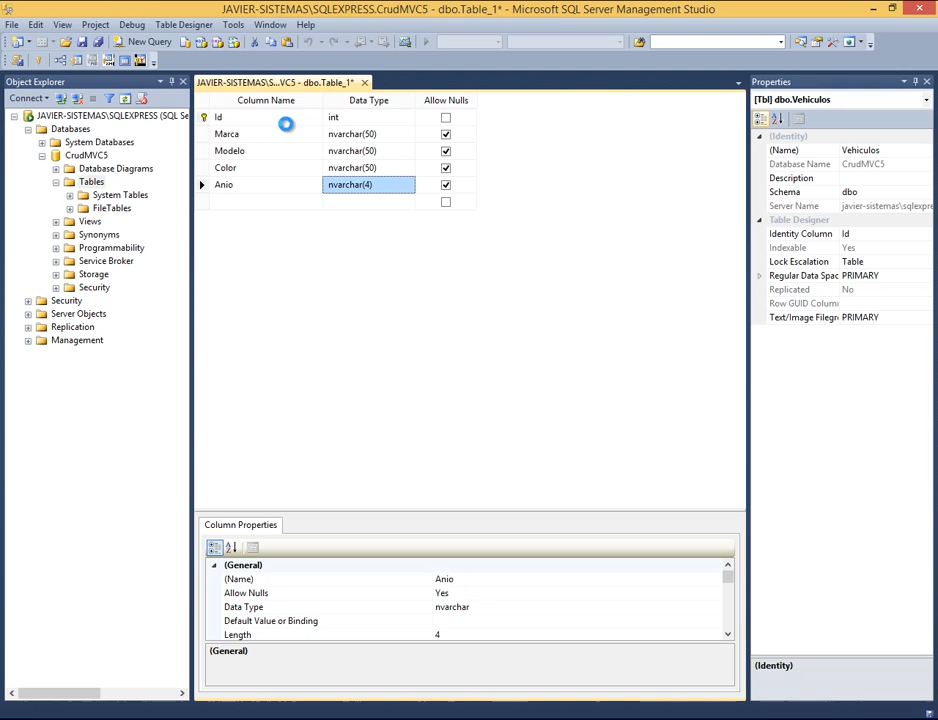 JAVIER-SISTEMAS\SQLEXPRESS.CrudMVC5 - dbo.Table_1* - Microsoft SQL Server Management Studio
File Edit View Project Debug Table Designer Tools Window Help
New Query
Object Explorer
Connect
JAVIER-SISTEMAS\SQLEXPRESS (SQL Se
Databases
System Databases
CrudMVC5
Database Diagrams
Tables
System Tables
FileTables
Views
Synonyms
Programmability
Service Broker
Storage
Security
Security
Server Objects
Replication
Management
JAVIER-SISTEMAS\S...VC5 - dbo.Table_1*
Column Name Data Type Allow Nulls
Id int
Marca nvarchar(50)
Modelo nvarchar(50)
Color nvarchar(50)
Anio nvarchar(4)
Column Properties
(General)
(Name) Anio
Allow Nulls Yes
Data Type nvarchar
Default Value or Binding
Length 4
(General)
Properties
[Tbl] dbo.Vehiculos
(Identity)
(Name) Vehiculos
Database Name CrudMVC5
Description
Schema dbo
Server Name javier-sistemas\sqlexpre
Table Designer
Identity Column Id
Indexable Yes
Lock Escalation Table
Regular Data Spac PRIMARY
Replicated No
Row GUID Colum
Text/Image Filegr PRIMARY
(Identity)